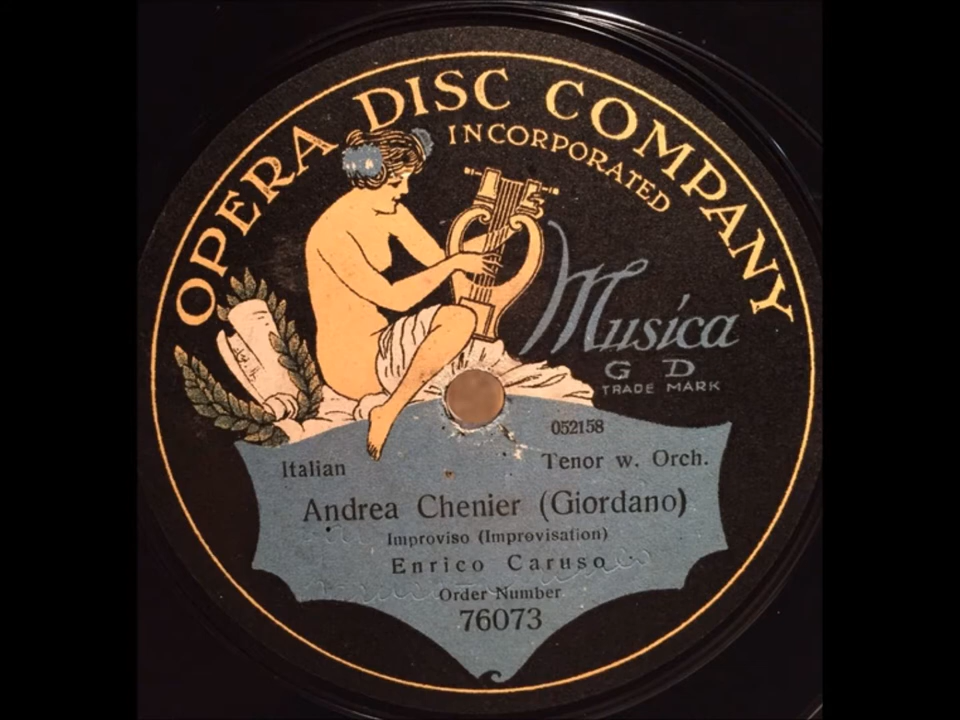 OPERA DISC COMPANY
INCORPORATED
Musica
G D
TRADE MARK
052158
Italian Tenor w. Orch.
Andrea Chenier (Giordano)
Improviso (Improvisation)
Enrico Caruso
Order Number
76073